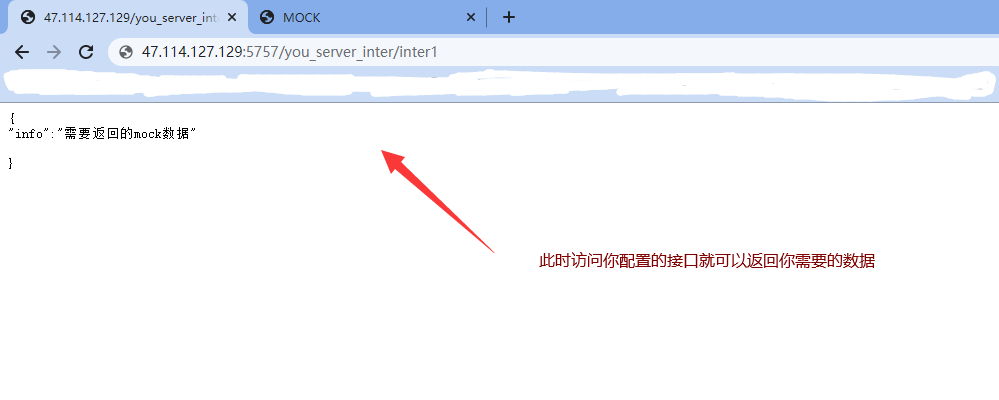 47.114.127.129/you_server_inte
MOCK
47.114.127.129:5757/you_server_inter/inter1
{
"info":"需要返回的mock数据"
}
此时访问你配置的接口就可以返回你需要的数据